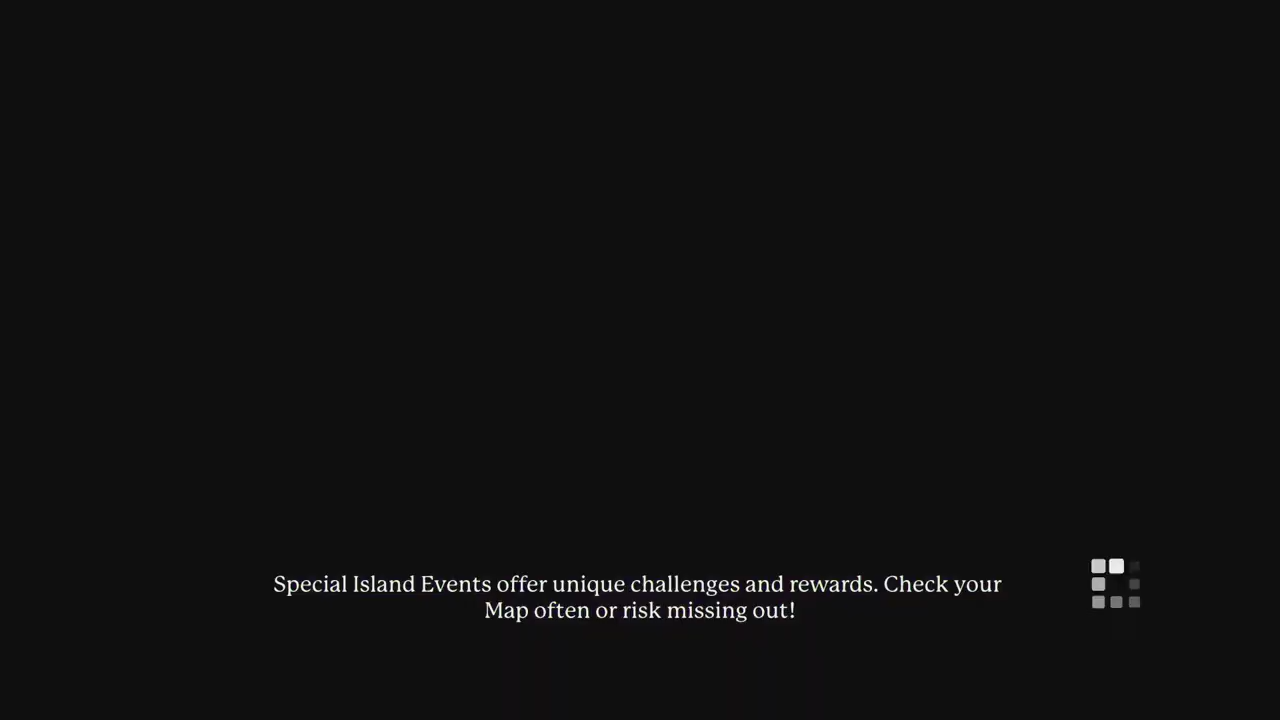 Special Island Events offer unique challenges and rewards. Check your
Map often or risk missing out!